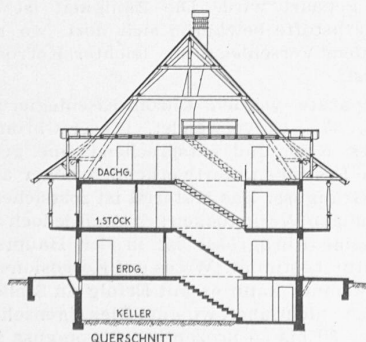 DACHG.
1.STOCK
ERDG.
KELLER
QUERSCHNITT